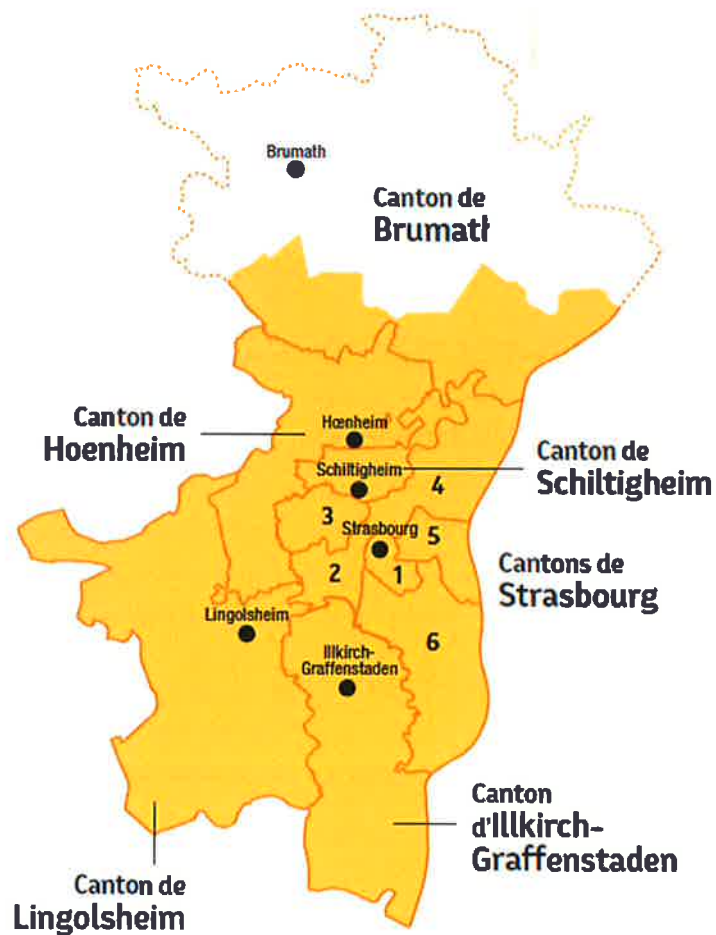 Brumath
Canton de
Brumath
Canton de
Hoenheim
Hœnheim
Schiltigheim
Canton de
Schiltigheim
4
3
Strasbourg
5
2
1
Cantons de
Strasbourg
Lingolsheim
6
Illkirch-
Graffenstaden
Canton
d'Illkirch-
Graffenstaden
Canton de
Lingolsheim